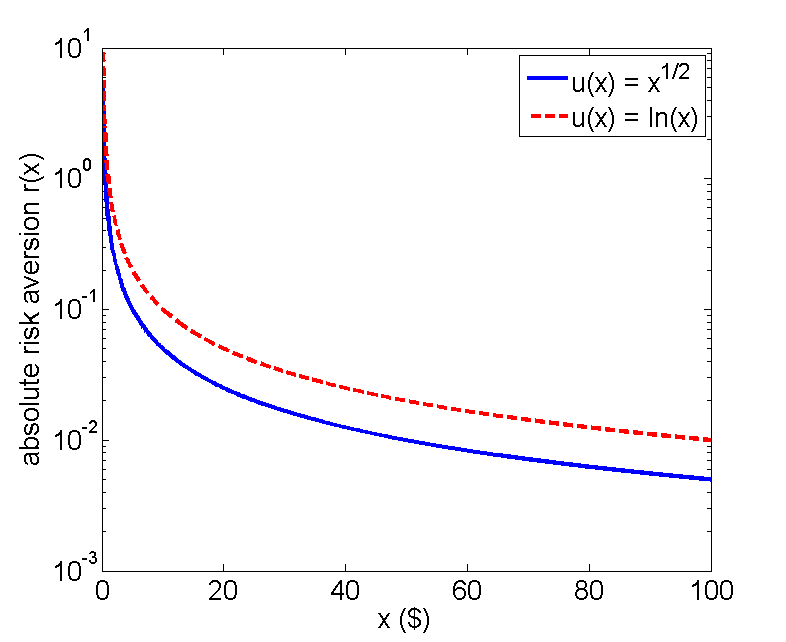 absolute risk aversion r(x)
10^1
10^0
10^-1
10^-2
10^-3
u(x) = x^1/2
u(x) = ln(x)
0 20 40 60 80 100
x ($)